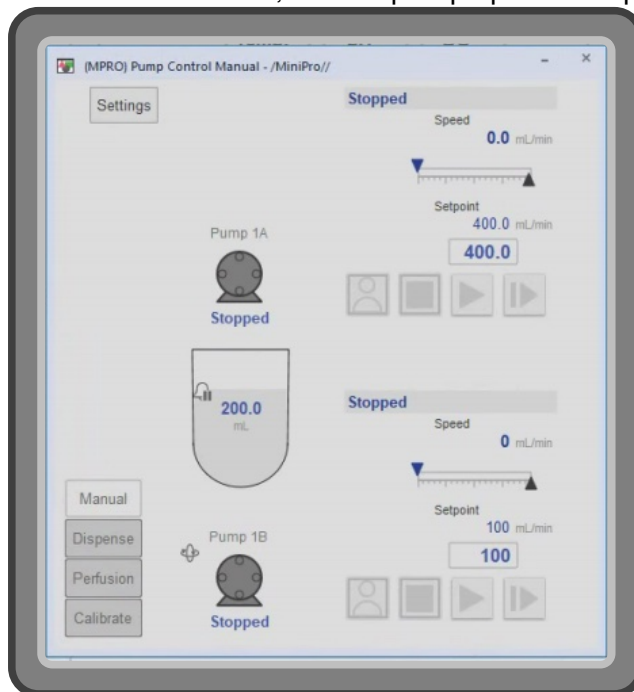 (MPRO) Pump Control Manual - /MiniPro//
Settings
Stopped
Speed
0.0 mL/min
Setpoint
400.0 mL/min
400.0
Pump 1A
Stopped
200.0
mL
Stopped
Speed
0 mL/min
Setpoint
100 mL/min
100
Manual
Dispense
Perfusion
Calibrate
Pump 1B
Stopped